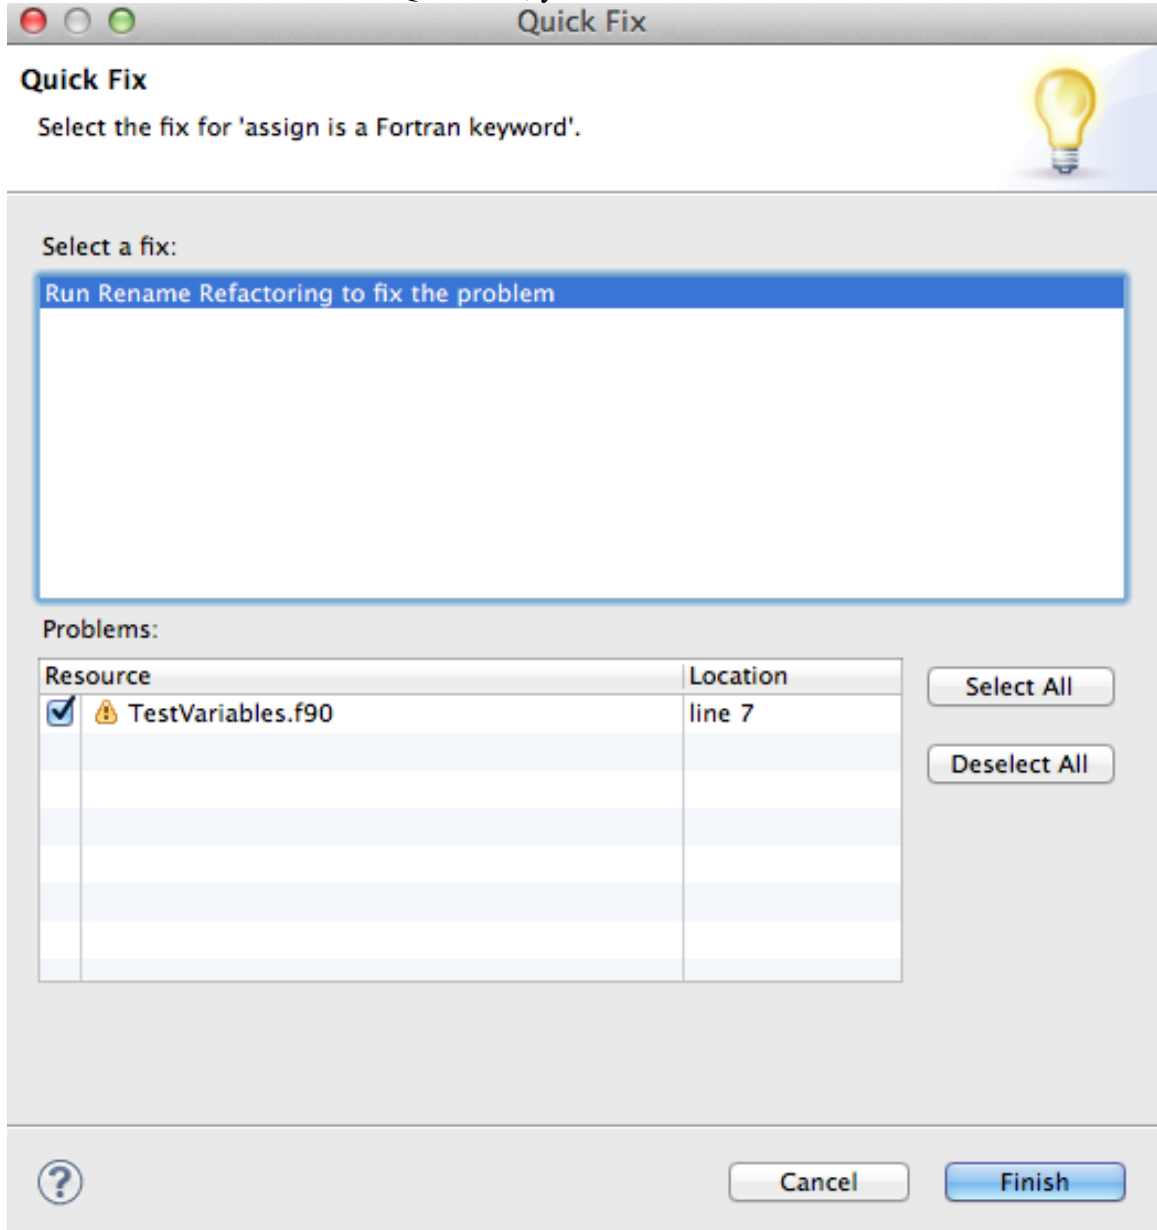 Quick Fix
Quick Fix
Select the fix for 'assign is a Fortran keyword'.
Select a fix:
Run Rename Refactoring to fix the problem
Problems:
Resource Location
TestVariables.f90 line 7
Select All
Deselect All
?
Cancel Finish